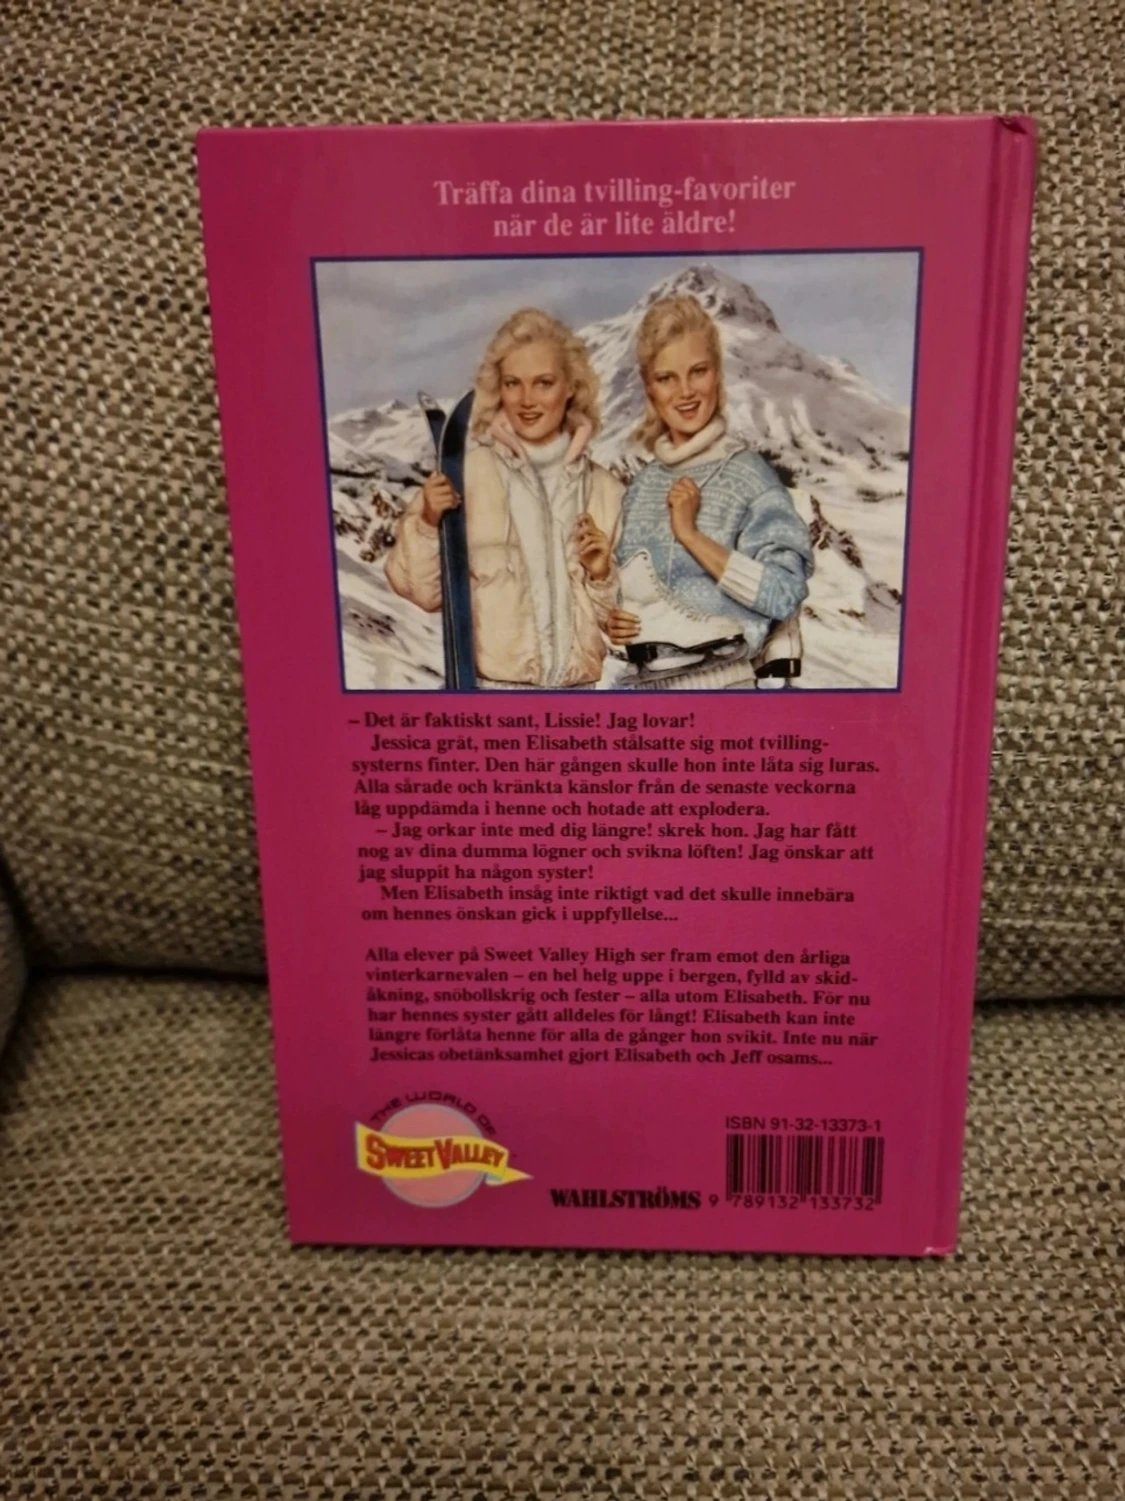 Träffa dina tvilling-favoriter
när de är lite äldre!
– Det är faktiskt sant, Lissie! Jag lovar!
Jessica grät, men Elisabeth stålsatte sig mot tvilling-
systerns finter. Den här gången skulle hon inte låta sig luras.
Alla sårade och kränkta känslor från de senaste veckorna
låg uppdämda i henne och hotade att explodera.
– Jag orkar inte med dig längre! skrek hon. Jag har fått
nog av dina dumma lögner och svikna löften! Jag önskar att
jag sluppit ha någon syster!
Men Elisabeth insåg inte riktigt vad det skulle innebära
om hennes önskan gick i uppfyllelse...
Alla elever på Sweet Valley High ser fram emot den årliga
vinterkarnevalen – en hel helg uppe i bergen, fylld av skid-
åkning, snöbollskrig och fester – alla utom Elisabeth. För nu
har hennes syster gått alldeles för långt! Elisabeth kan inte
längre förlåta henne för alla de gånger hon svikit. Inte nu när
Jessicas obetänksamhet gjort Elisabeth och Jeff osams...
THE WORLD OF
SWEET VALLEY
WAHLSTRÖMS
ISBN 91-32-13373-1
9 789132 133732